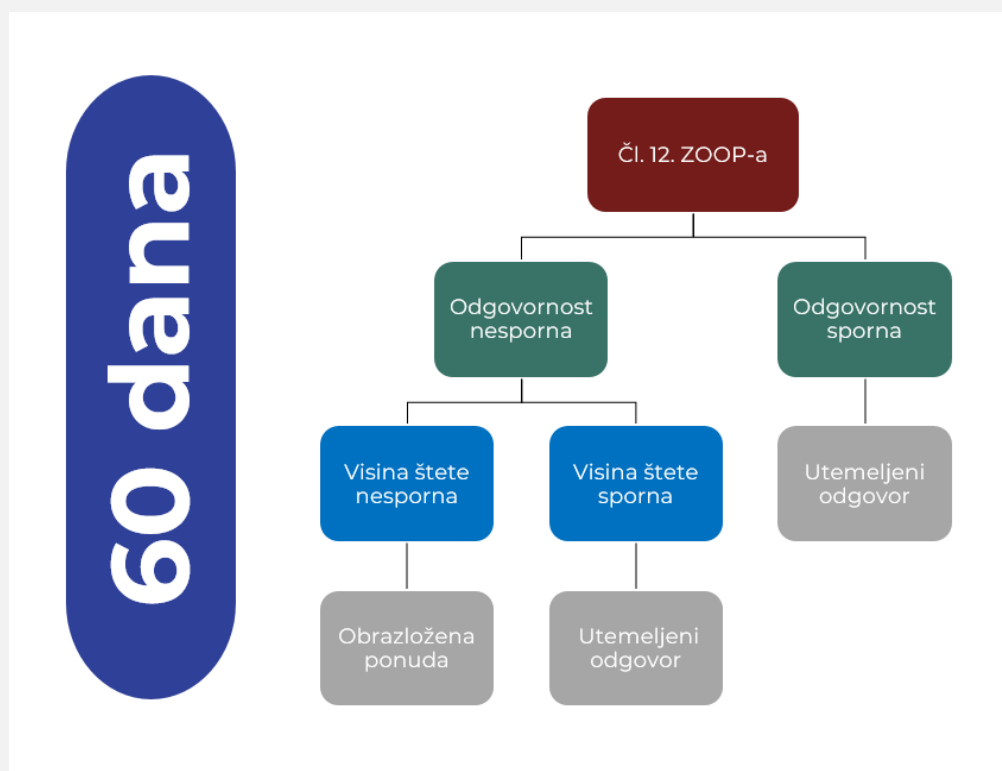 60 dana
Čl. 12. ZOOP-a
Odgovornost
nesporna
Odgovornost
sporna
Visina štete
nesporna
Visina štete
sporna
Utemeljeni
odgovor
Obrazložena
ponuda
Utemeljeni
odgovor